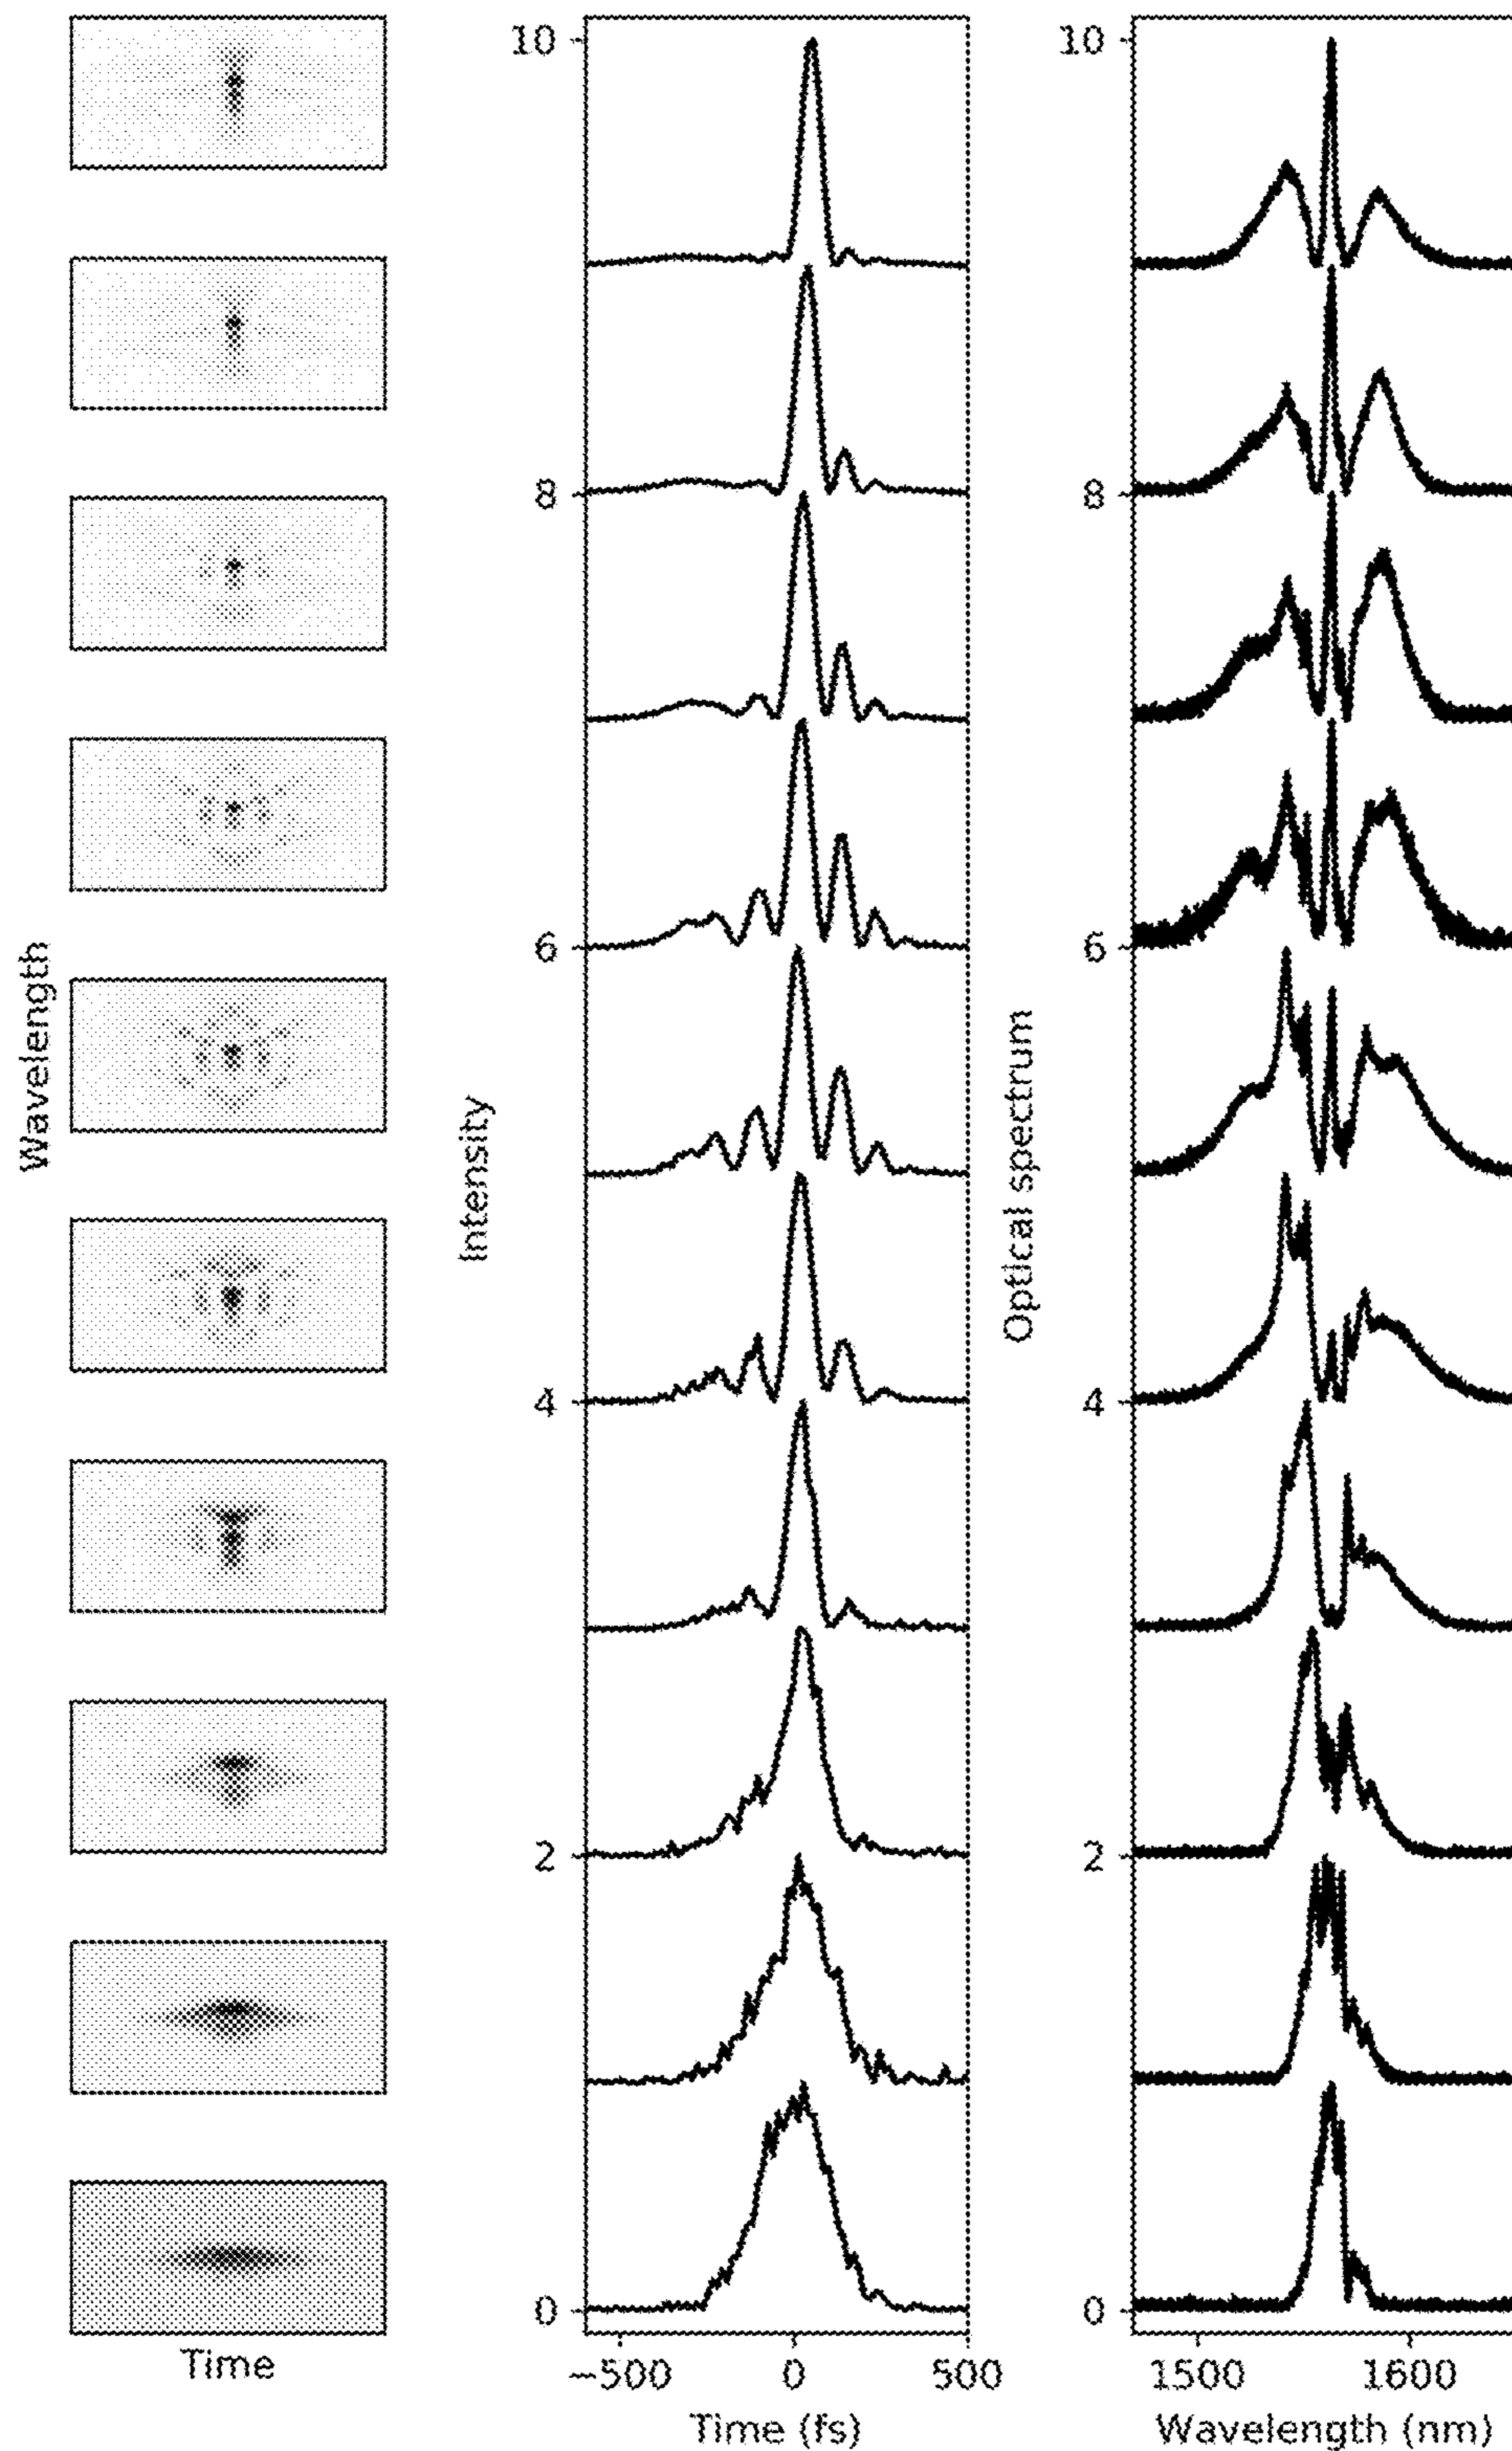 Wavelength
Time
Intensity
10
8
6
4
2
0
−500 0 500
Time (fs)
Optical spectrum
10
8
6
4
2
0
1500 1600
Wavelength (nm)